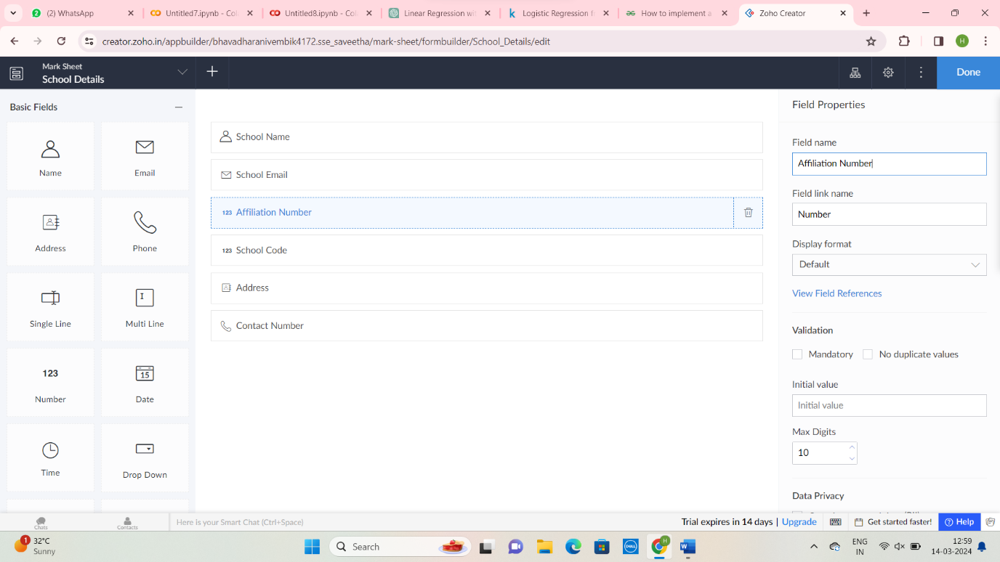 (2) WhatsApp
Untitled7.ipynb - Col
Untitled8.ipynb - Col
Linear Regression wit
Logistic Regression fr
How to implement a
Zoho Creator
creator.zoho.in/appbuilder/bhavadharanivembik4172.sse_saveetha/mark-sheet/formbuilder/School_Details/edit
H
Mark Sheet
School Details
Done
Basic Fields
Name
Email
Address
Phone
Single Line
Multi Line
123
Number
15
Date
Time
Drop Down
School Name
School Email
123 Affiliation Number
123 School Code
Address
Contact Number
Field Properties
Field name
Affiliation Number
Field link name
Number
Display format
Default
View Field References
Validation
Mandatory
No duplicate values
Initial value
Initial value
Max Digits
10
Data Privacy
Chats
Contacts
Here is your Smart Chat (Ctrl+Space)
Trial expires in 14 days | Upgrade
Get started faster!
Help
1
32°C
Sunny
Search
DELL
H
W
ENG
IN
12:59
14-03-2024